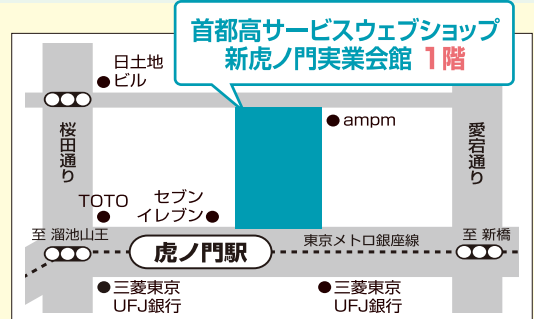 首都高サービスウェブショップ
新虎ノ門実業会館 1階
日土地
ビル
ampm
桜田通り
愛宕通り
TOTO
セブン
イレブン
至 溜池山王
虎ノ門駅
東京メトロ銀座線
至 新橋
三菱東京
UFJ銀行
三菱東京
UFJ銀行